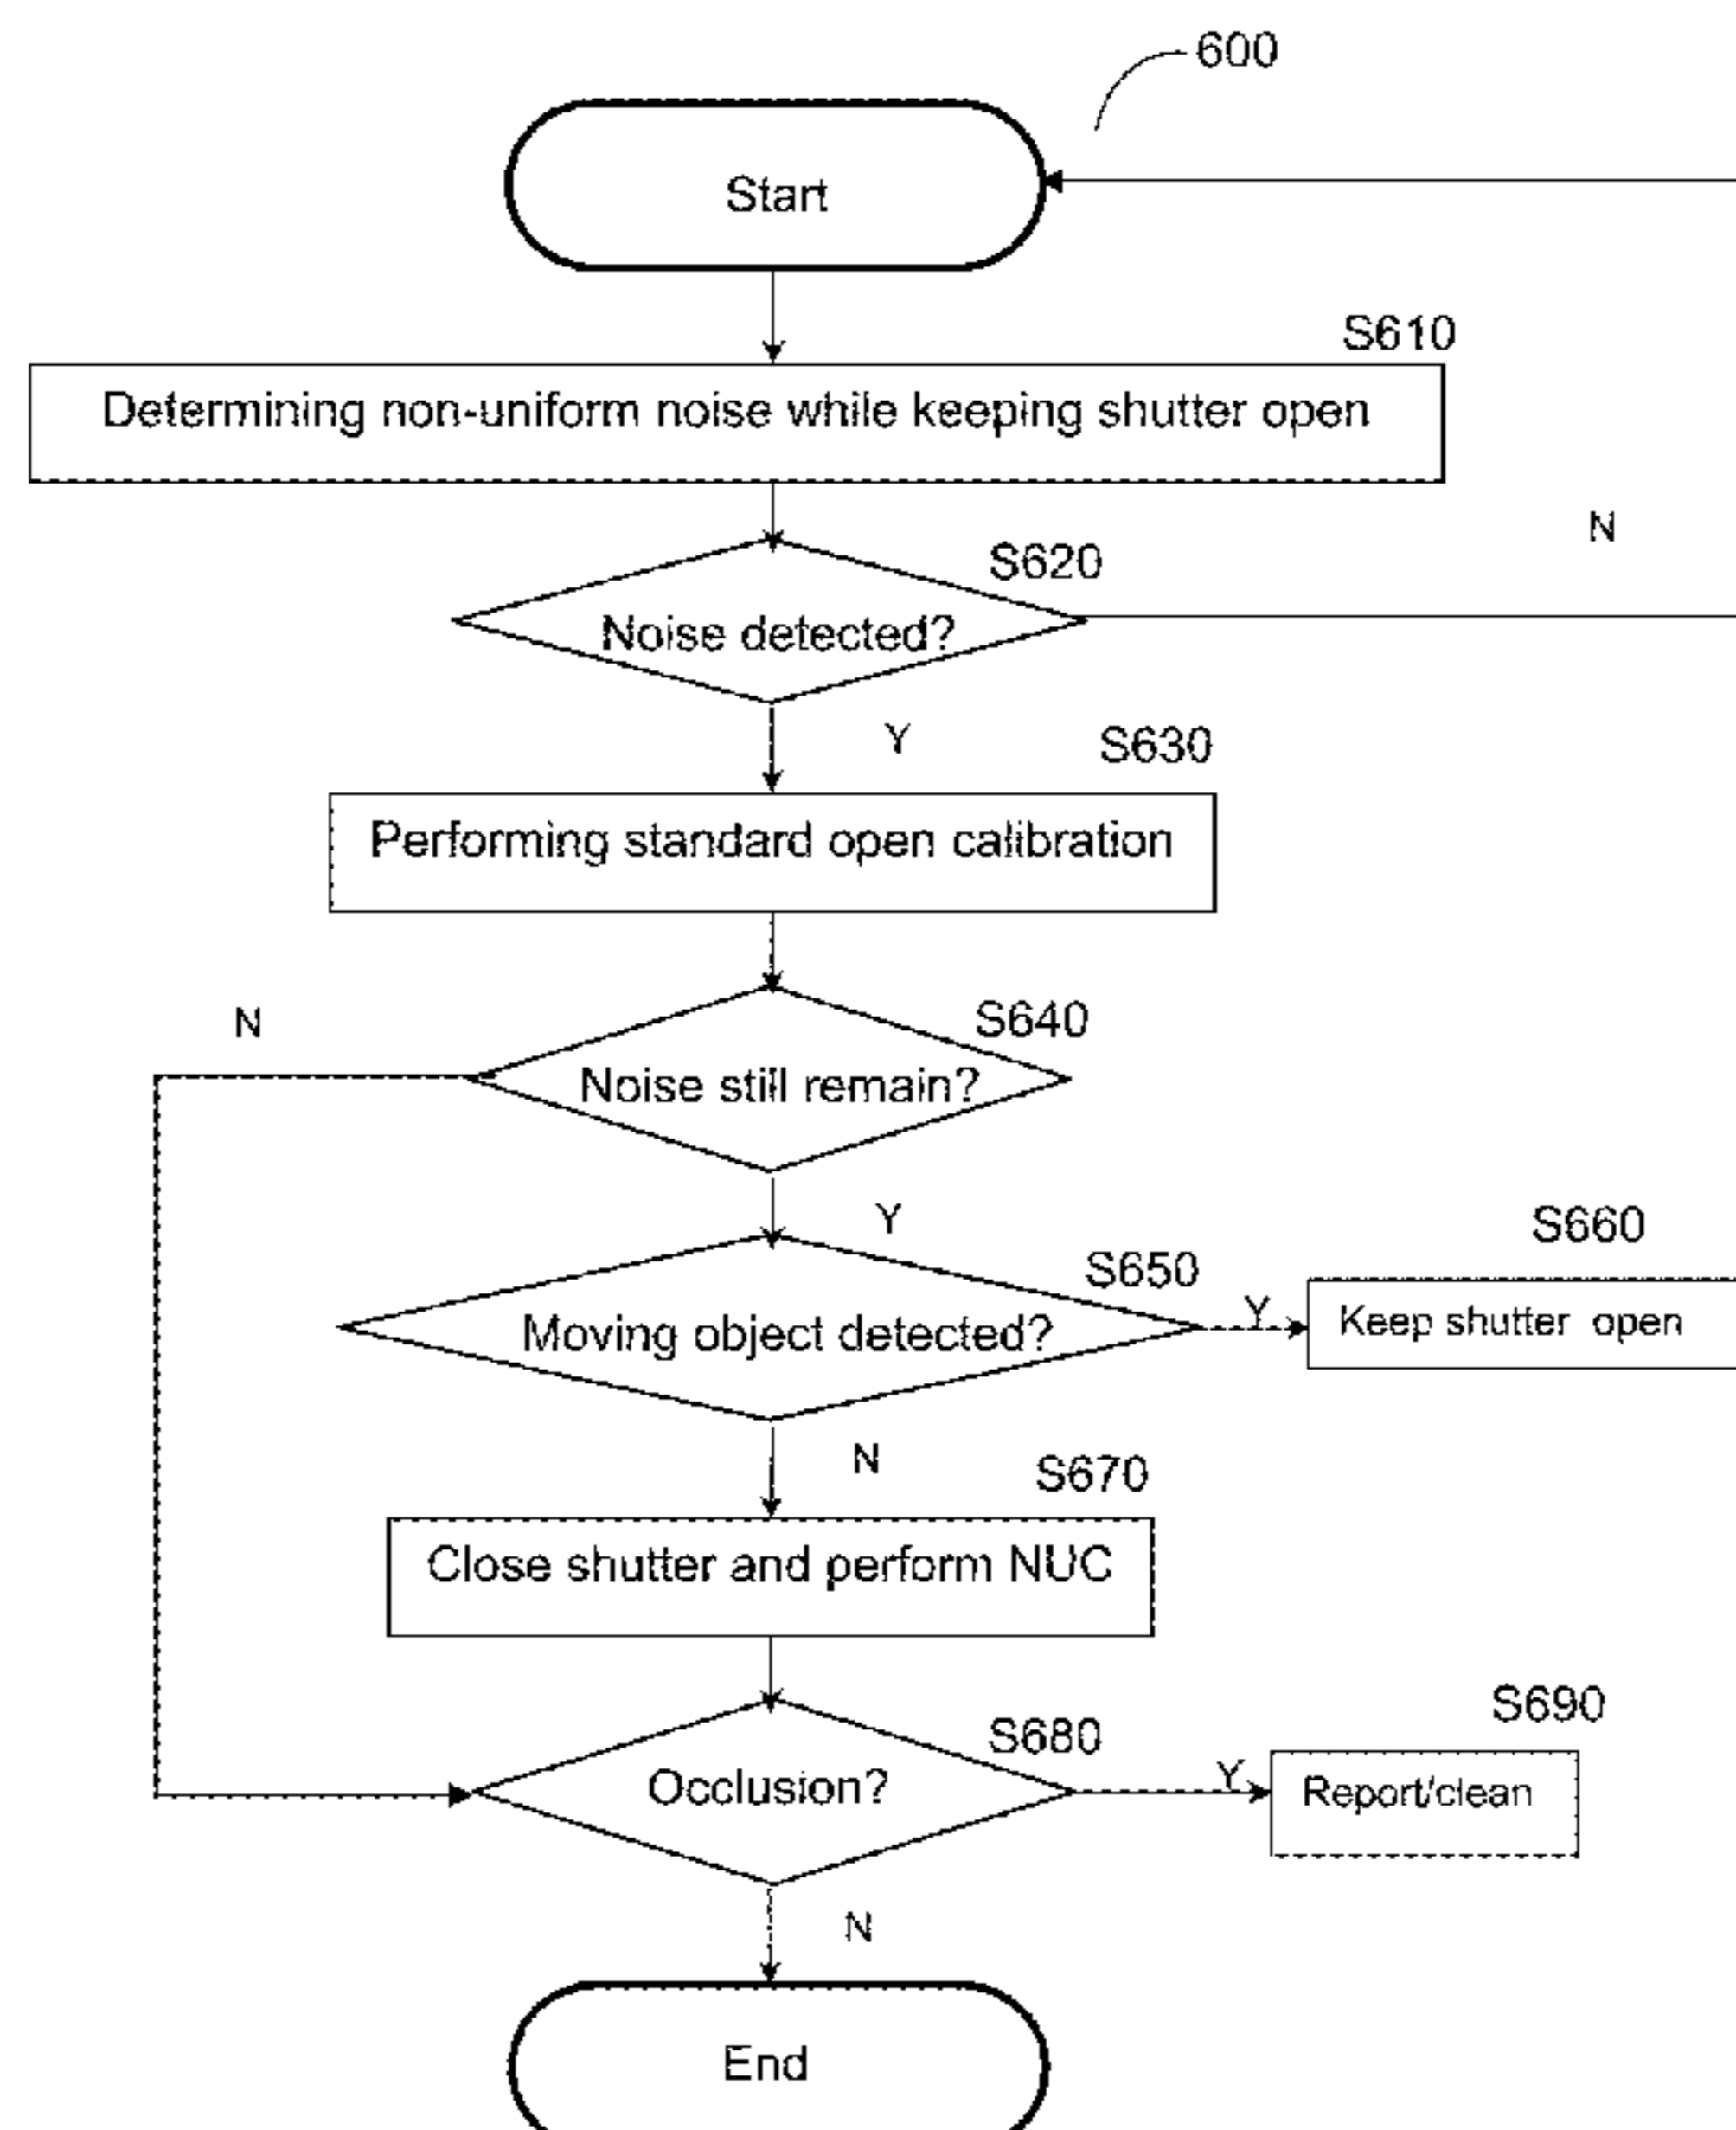 600
Start
S610
Determining non-uniform noise while keeping shutter open
N
S620
Noise detected?
Y
S630
Performing standard open calibration
N
S640
Noise still remain?
Y
S660
S650
Y
Keep shutter open
Moving object detected?
N
S670
Close shutter and perform NUC
S690
S680
Y
Occlusion?
Report/clean
N
End